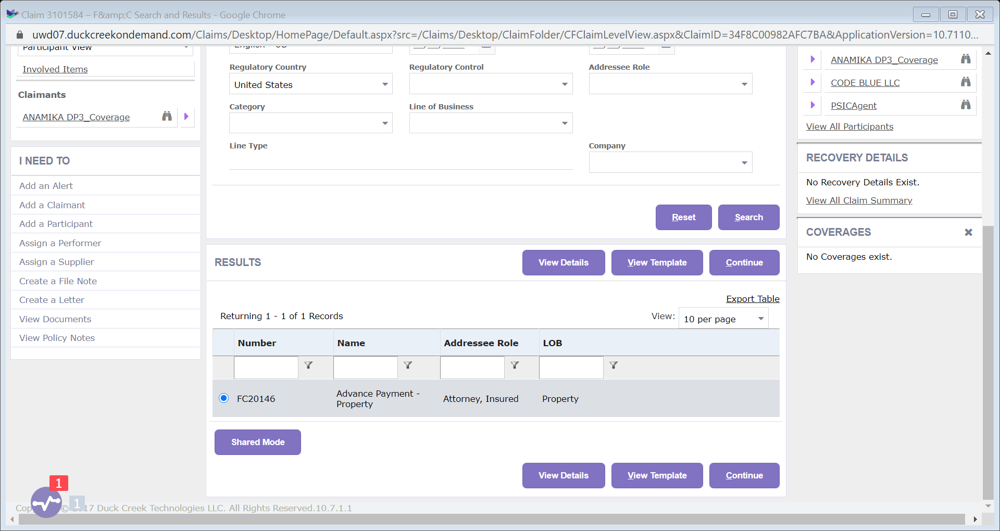 Claim 3101584 – F&amp;C Search and Results - Google Chrome
uwd07.duckcreekondemand.com/Claims/Desktop/HomePage/Default.aspx?src=/Claims/Desktop/ClaimFolder/CFClaimLevelView.aspx&ClaimID=34F8C00982AFC7BA&ApplicationVersion=10.7110...
Participant View
Involved Items
Claimants
ANAMIKA DP3_Coverage
I NEED TO
Add an Alert
Add a Claimant
Add a Participant
Assign a Performer
Assign a Supplier
Create a File Note
Create a Letter
View Documents
View Policy Notes
English - US
Regulatory Country
Regulatory Control
Addressee Role
United States
Category
Line of Business
Line Type
Company
Reset
Search
RESULTS
View Details
View Template
Continue
Export Table
Returning 1 - 1 of 1 Records
View:
10 per page
Number
Name
Addressee Role
LOB
FC20146
Advance Payment -
Property
Attorney, Insured
Property
Shared Mode
View Details
View Template
Continue
ANAMIKA DP3_Coverage
CODE BLUE LLC
PSICAgent
View All Participants
RECOVERY DETAILS
No Recovery Details Exist.
View All Claim Summary
COVERAGES
No Coverages exist.
1
1
© 2017 Duck Creek Technologies LLC. All Rights Reserved.10.7.1.1